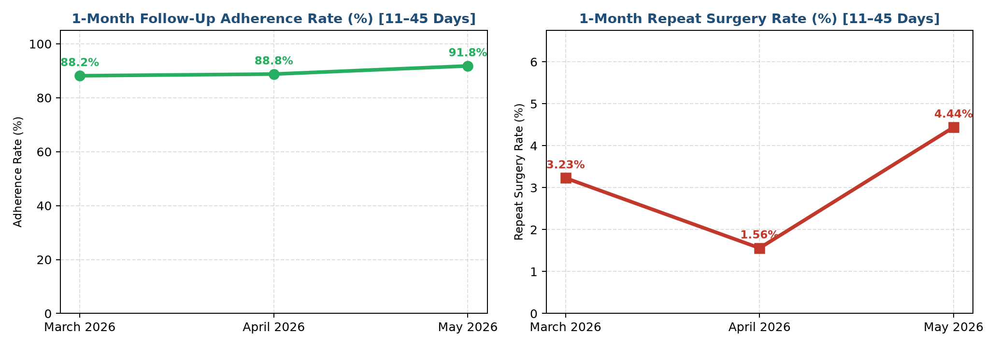 1-Month Follow-Up Adherence Rate (%) [11–45 Days]
Adherence Rate (%)
100
80
60
40
20
0
88.2%
88.8%
91.8%
March 2026
April 2026
May 2026
1-Month Repeat Surgery Rate (%) [11–45 Days]
Repeat Surgery Rate (%)
6
5
4
3
2
1
0
3.23%
1.56%
4.44%
March 2026
April 2026
May 2026